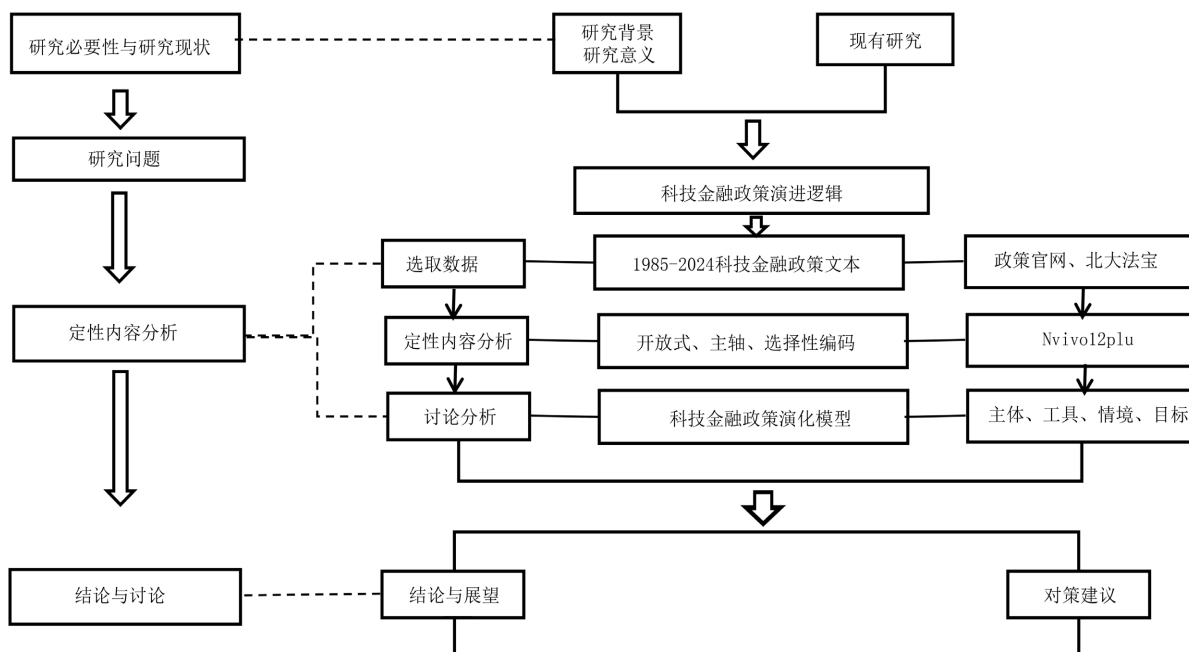 研究必要性与研究现状
研究背景
研究意义
现有研究
研究问题
科技金融政策演进逻辑
选取数据
1985-2024科技金融政策文本
政策官网、北大法宝
定性内容分析
定性内容分析
开放式、主轴、选择性编码
Nvivo12plu
讨论分析
科技金融政策演化模型
主体、工具、情境、目标
结论与讨论
结论与展望
对策建议